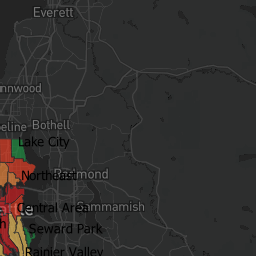 Everett
nnwood
eline
Bothell
Lake City
Northeast
Redmond
Central Area
Sammamish
Seward Park
Rainier Valley